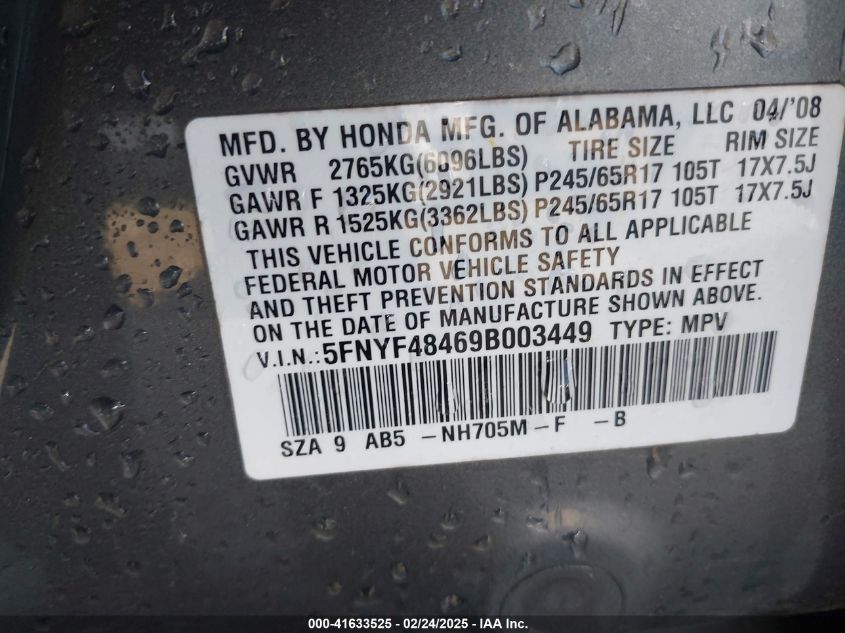 MFD. BY HONDA MFG. OF ALABAMA, LLC 04/'08
GVWR 2765KG(6096LBS) TIRE SIZE RIM SIZE
GAWR F 1325KG(2921LBS) P245/65R17 105T 17X7.5J
GAWR R 1525KG(3362LBS) P245/65R17 105T 17X7.5J
THIS VEHICLE CONFORMS TO ALL APPLICABLE
FEDERAL MOTOR VEHICLE SAFETY
AND THEFT PREVENTION STANDARDS IN EFFECT
ON THE DATE OF MANUFACTURE SHOWN ABOVE.
V.I.N.:5FNYF48469B003449 TYPE: MPV
SZA 9 AB5 -NH705M-F -B
000-41633525 - 02/24/2025 - IAA Inc.